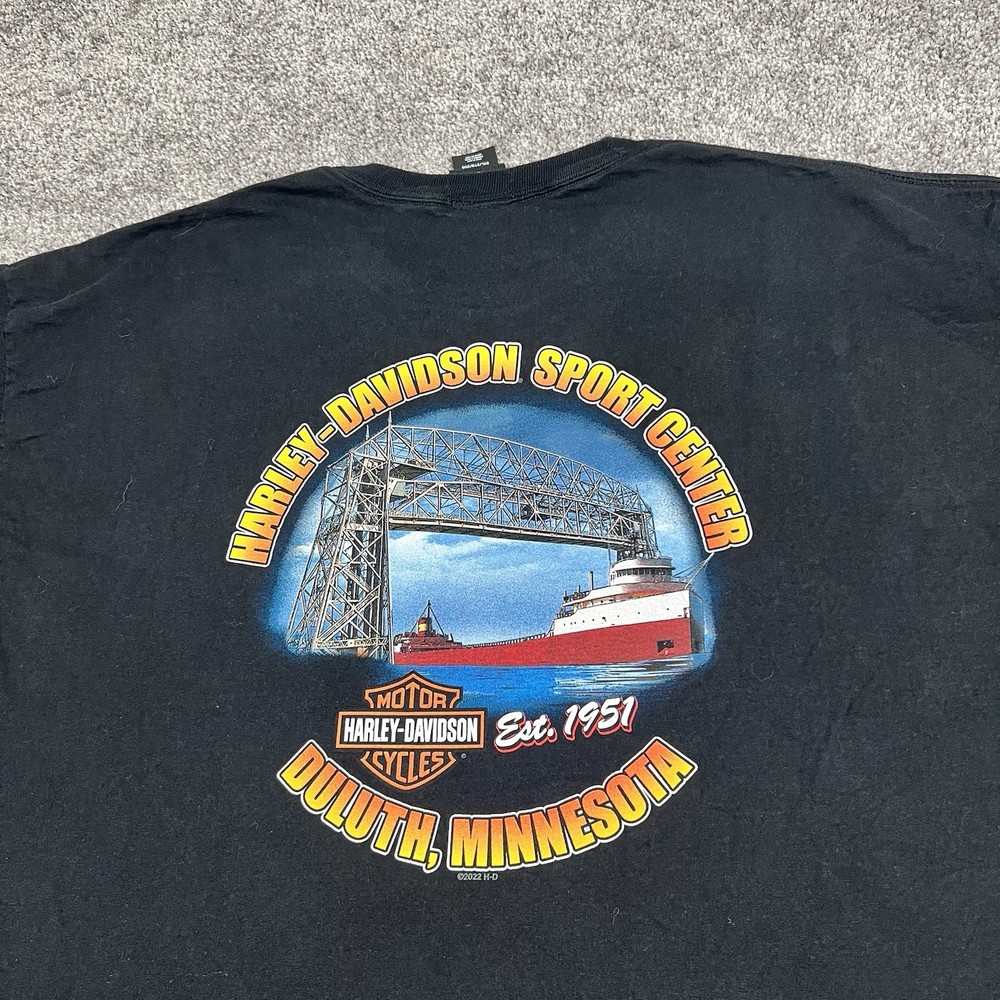 HARLEY-DAVIDSON SPORT CENTER
MOTOR
HARLEY-DAVIDSON
CYCLES
Est. 1951
DULUTH, MINNESOTA
©2022 H-D